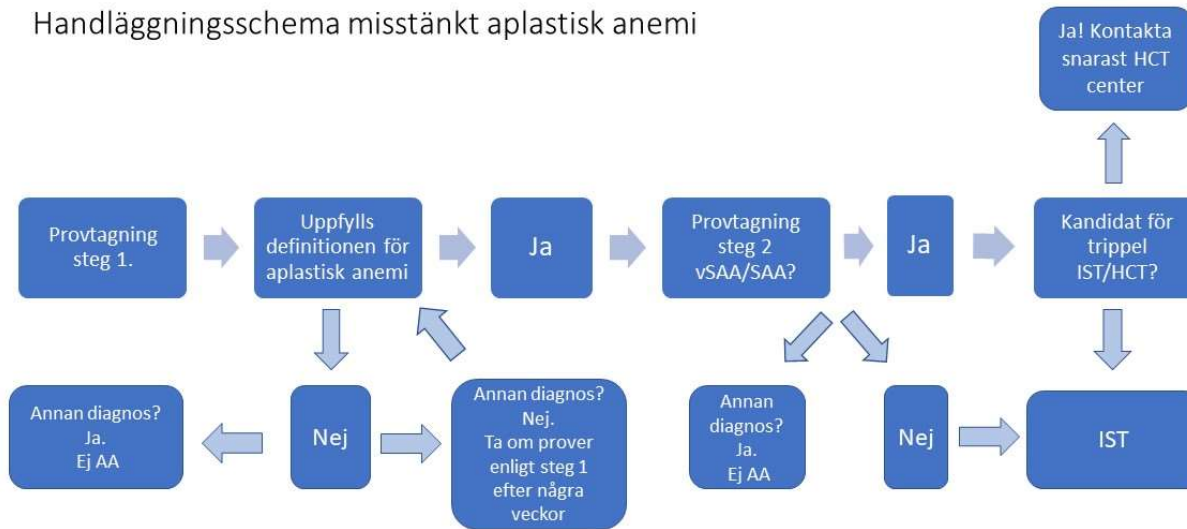 Handläggningsschema misstänkt aplastisk anemi
Ja! Kontakta
snarast HCT
center
Provtagning
steg 1.
Uppfylls
definitionen för
aplastisk anemi
Ja
Provtagning
steg 2
vSAA/SAA?
Ja
Kandidat för
trippel
IST/HCT?
Annan diagnos?
Ja.
Ej AA
Nej
Annan diagnos?
Nej.
Ta om prover
enligt steg 1
efter några
veckor
Annan
diagnos?
Ja.
Ej AA
Nej
IST